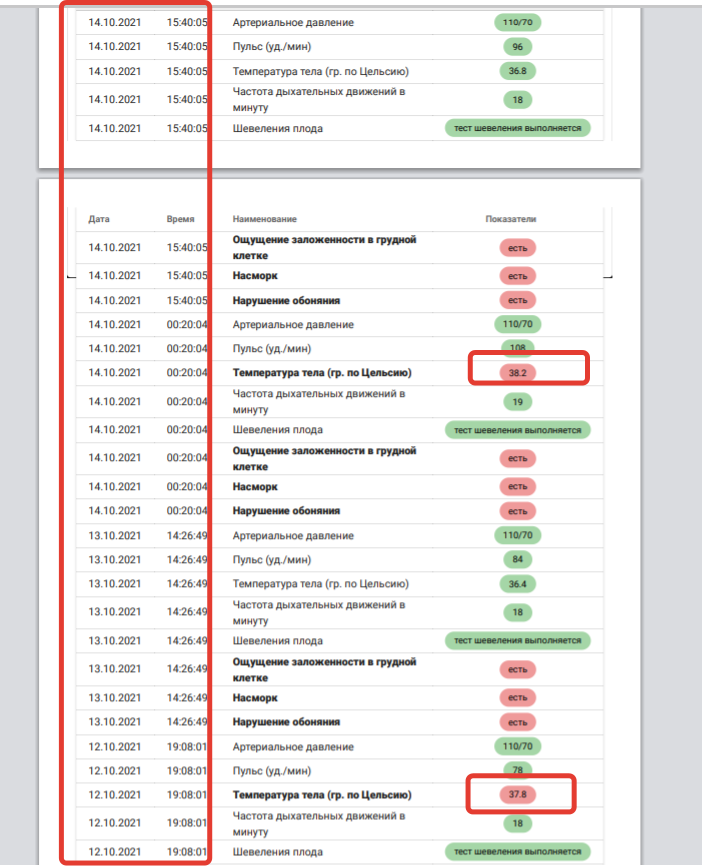 14.10.2021 15:40:05 Артериальное давление 110/70
14.10.2021 15:40:05 Пульс (уд./мин) 96
14.10.2021 15:40:05 Температура тела (гр. по Цельсию) 36.8
14.10.2021 15:40:05 Частота дыхательных движений в
минуту 18
14.10.2021 15:40:05 Шевеления плода тест шевеления выполняется
Дата Время Наименование Показатели
14.10.2021 15:40:05 Ощущение заложенности в грудной
клетке есть
14.10.2021 15:40:05 Насморк есть
14.10.2021 15:40:05 Нарушение обоняния есть
14.10.2021 00:20:04 Артериальное давление 110/70
14.10.2021 00:20:04 Пульс (уд./мин) 108
14.10.2021 00:20:04 Температура тела (гр. по Цельсию) 38.2
14.10.2021 00:20:04 Частота дыхательных движений в
минуту 19
14.10.2021 00:20:04 Шевеления плода тест шевеления выполняется
14.10.2021 00:20:04 Ощущение заложенности в грудной
клетке есть
14.10.2021 00:20:04 Насморк есть
14.10.2021 00:20:04 Нарушение обоняния есть
13.10.2021 14:26:49 Артериальное давление 110/70
13.10.2021 14:26:49 Пульс (уд./мин) 84
13.10.2021 14:26:49 Температура тела (гр. по Цельсию) 36.4
13.10.2021 14:26:49 Частота дыхательных движений в
минуту 18
13.10.2021 14:26:49 Шевеления плода тест шевеления выполняется
13.10.2021 14:26:49 Ощущение заложенности в грудной
клетке есть
13.10.2021 14:26:49 Насморк есть
13.10.2021 14:26:49 Нарушение обоняния есть
12.10.2021 19:08:01 Артериальное давление 110/70
12.10.2021 19:08:01 Пульс (уд./мин) 78
12.10.2021 19:08:01 Температура тела (гр. по Цельсию) 37.8
12.10.2021 19:08:01 Частота дыхательных движений в
минуту 18
12.10.2021 19:08:01 Шевеления плода тест шевеления выполняется